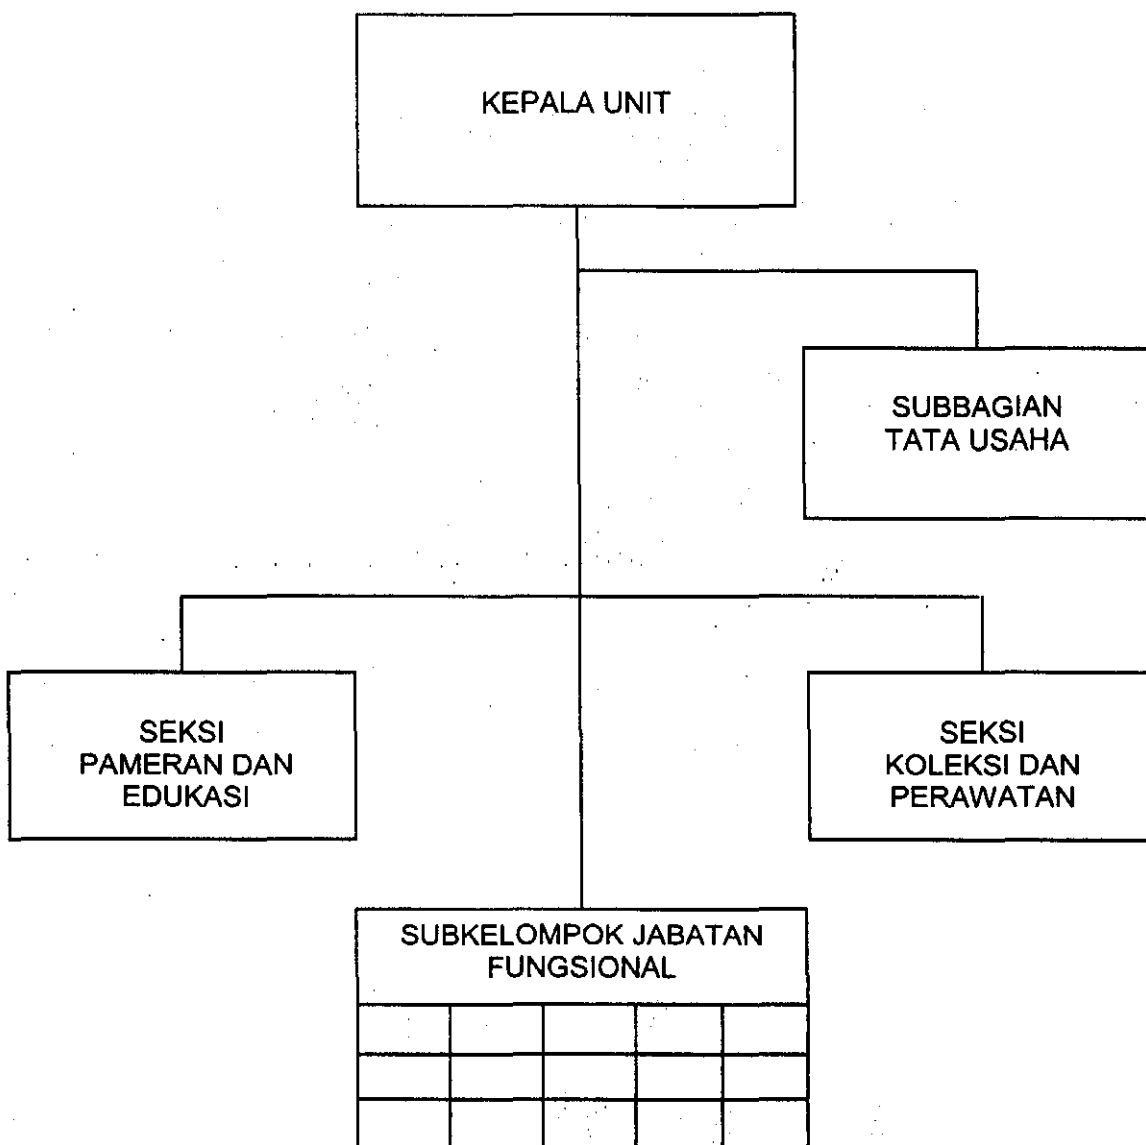 KEPALA UNIT
SUBBAGIAN
TATA USAHA
SEKSI
PAMERAN DAN
EDUKASI
SEKSI
KOLEKSI DAN
PERAWATAN
SUBKELOMPOK JABATAN
FUNGSIONAL